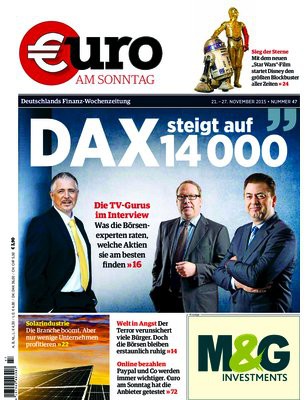 €uro
AM SONNTAG
Sieg der Sterne
Mit dem neuen
„Star Wars“-Film
startet Disney den
größten Blockbuster
aller Zeiten » 24
Deutschlands Finanz-Wochenzeitung
21. – 27. NOVEMBER 2015 • NUMMER 47
DAX steigt auf
14 000”
Die TV-Gurus
im Interview
Was die Börsen-
experten raten,
welche Aktien
sie am besten
finden » 16
Solarindustrie
Die Branche boomt. Aber
nur wenige Unternehmen
profitieren » 22
Welt in Angst Der
Terror verunsichert
viele Bürger. Doch
die Börsen bleiben
erstaunlich ruhig » 14
Online bezahlen
Paypal und Co werden
immer wichtiger. €uro
am Sonntag hat die
Anbieter getestet » 72
M&G
INVESTMENTS